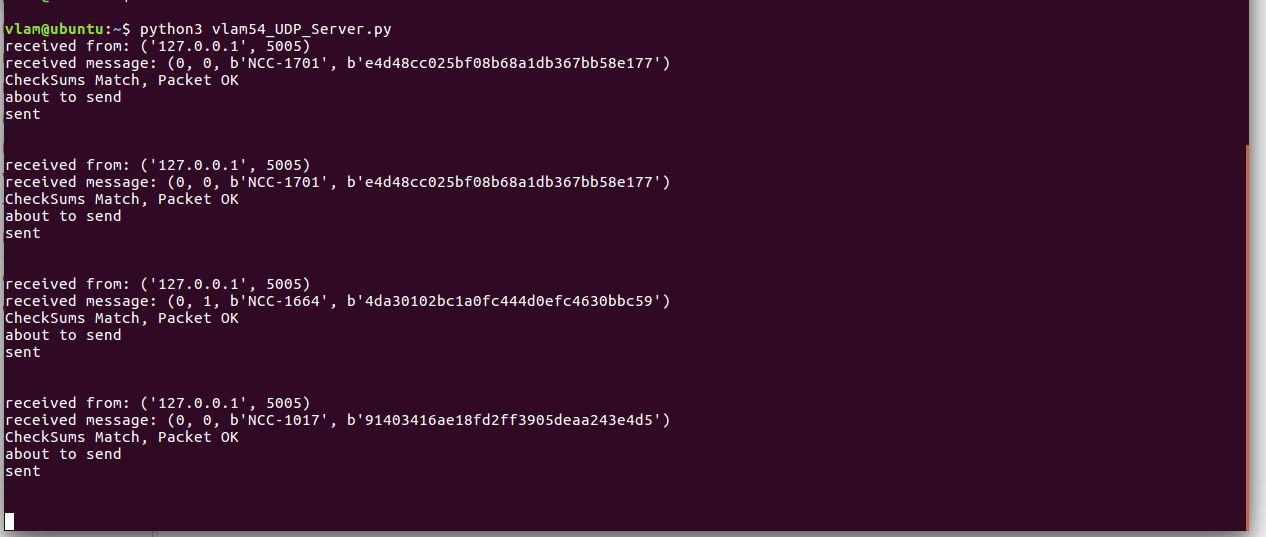 vlam@ubuntu:~$ python3 vlam54_UDP_Server.py
received from: ('127.0.0.1', 5005)
received message: (0, 0, b'NCC-1701', b'e4d48cc025bf08b68a1db367bb58e177')
CheckSums Match, Packet OK
about to send
sent
received from: ('127.0.0.1', 5005)
received message: (0, 0, b'NCC-1701', b'e4d48cc025bf08b68a1db367bb58e177')
CheckSums Match, Packet OK
about to send
sent
received from: ('127.0.0.1', 5005)
received message: (0, 1, b'NCC-1664', b'4da30102bc1a0fc444d0efc4630bbc59')
CheckSums Match, Packet OK
about to send
sent
received from: ('127.0.0.1', 5005)
received message: (0, 0, b'NCC-1017', b'91403416ae18fd2ff3905deaa243e4d5')
CheckSums Match, Packet OK
about to send
sent